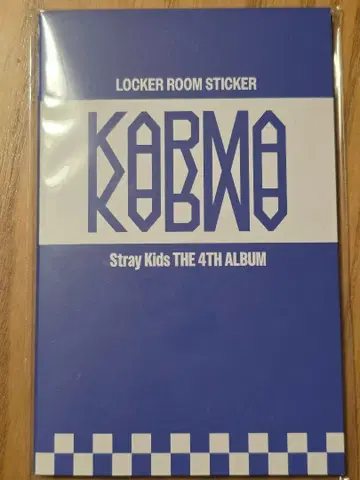 LOCKER ROOM STICKER
KARMA
Stray Kids THE 4TH ALBUM